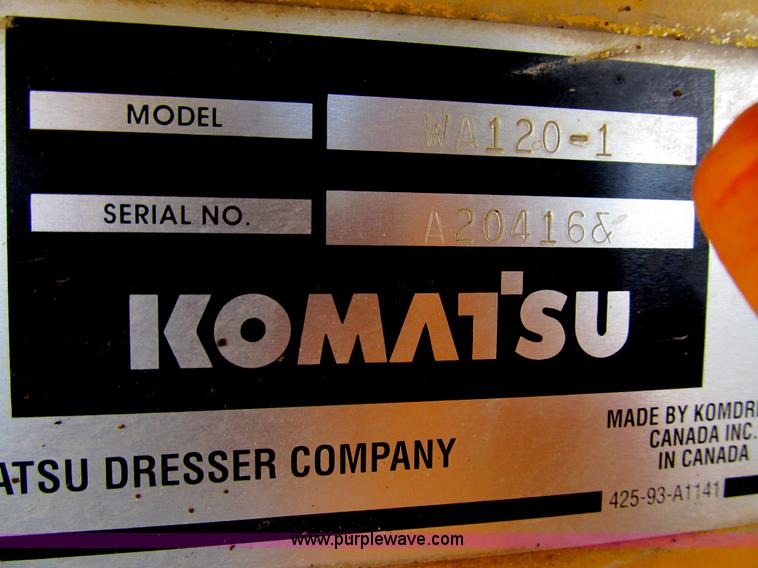 MODEL WA120-1
SERIAL NO. A20416&
KOMATSU
ATSU DRESSER COMPANY
MADE BY KOMDR
CANADA INC.
IN CANADA
425-93-A1141
www.purplewave.com